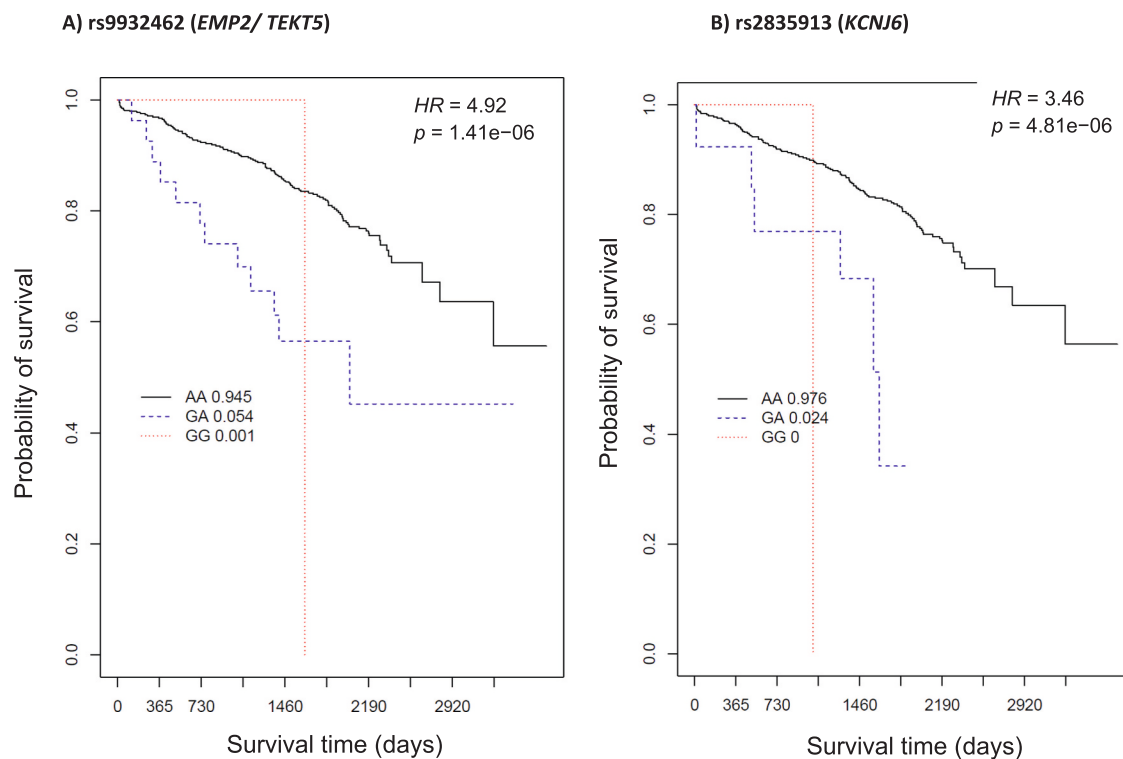 A) rs9932462 (EMP2/ TEKT5)
HR = 4.92
p = 1.41e−06
Probability of survival
1.0
0.8
0.6
0.4
0.2
0.0
AA 0.945
GA 0.054
GG 0.001
0 365 730 1460 2190 2920
Survival time (days)
B) rs2835913 (KCNJ6)
HR = 3.46
p = 4.81e−06
Probability of survival
1.0
0.8
0.6
0.4
0.2
0.0
AA 0.976
GA 0.024
GG 0
0 365 730 1460 2190 2920
Survival time (days)